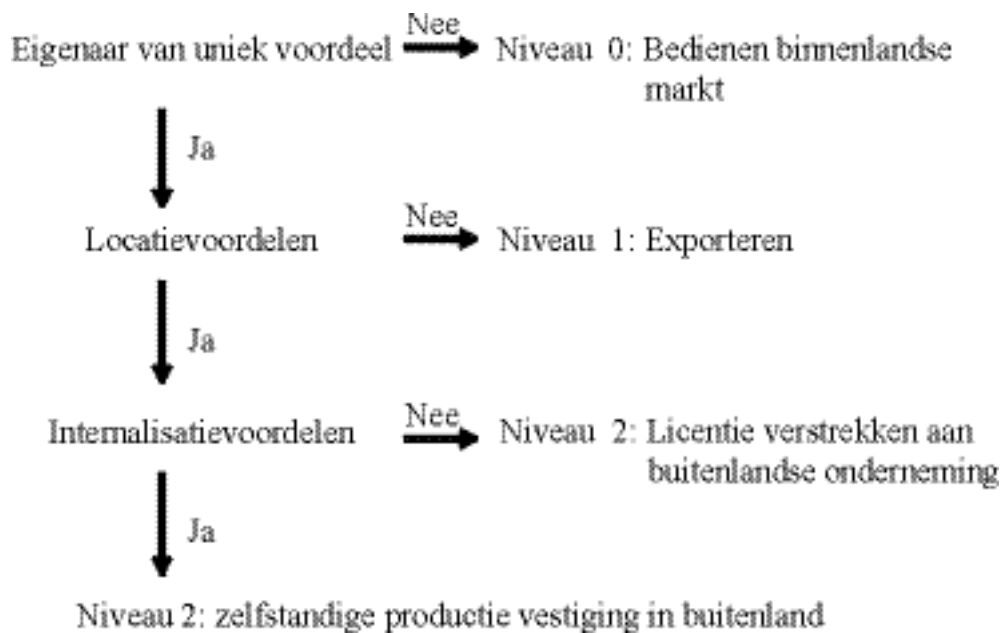 Nee
Eigenaar van uniek voordeel
Niveau 0: Bedienen binnenlandse
markt
Ja
Nee
Locatievoordelen
Niveau 1: Exporteren
Ja
Nee
Internalisatievoordelen
Niveau 2: Licentie verstrekken aan
buitenlandse onderneming
Ja
Niveau 2: zelfstandige productie vestiging in buitenland